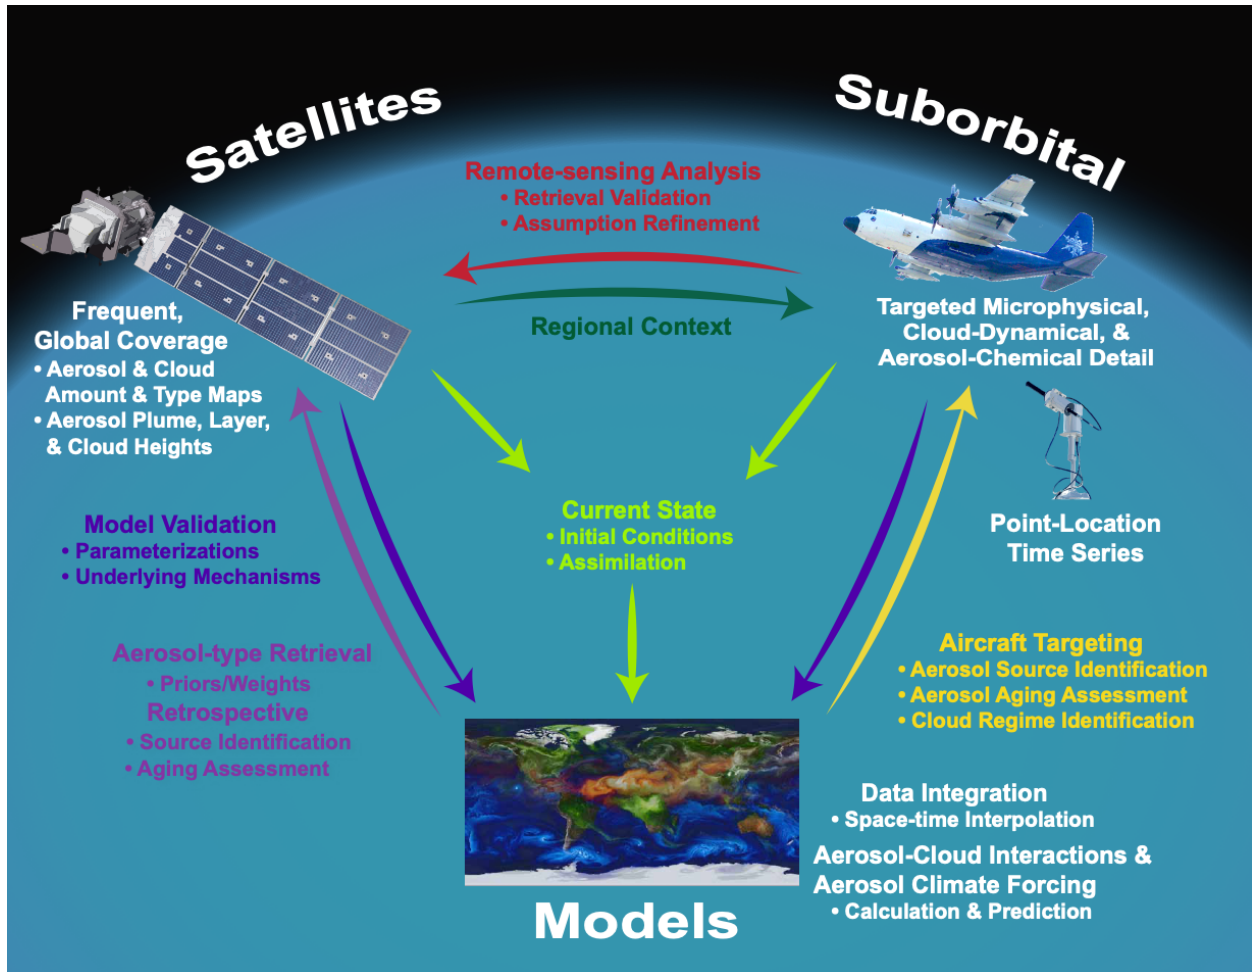 Satellites
Suborbital
Remote-sensing Analysis
• Retrieval Validation
• Assumption Refinement
Regional Context
Frequent,
Global Coverage
• Aerosol & Cloud
Amount & Type Maps
• Aerosol Plume, Layer,
& Cloud Heights
Targeted Microphysical,
Cloud-Dynamical, &
Aerosol-Chemical Detail
Point-Location
Time Series
Current State
• Initial Conditions
• Assimilation
Model Validation
• Parameterizations
• Underlying Mechanisms
Aerosol-type Retrieval
• Priors/Weights
Retrospective
• Source Identification
• Aging Assessment
Aircraft Targeting
• Aerosol Source Identification
• Aerosol Aging Assessment
• Cloud Regime Identification
Data Integration
• Space-time Interpolation
Aerosol-Cloud Interactions &
Aerosol Climate Forcing
• Calculation & Prediction
Models